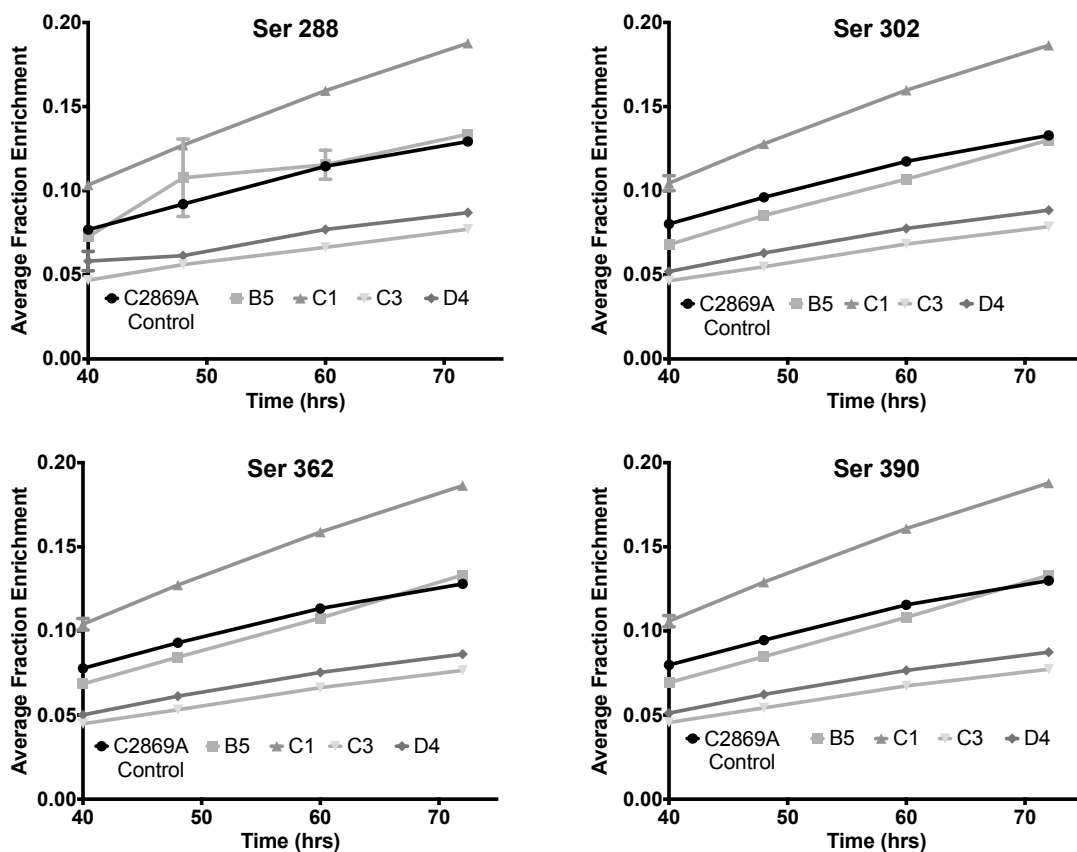 Ser 288
Average Fraction Enrichment
0.20
0.15
0.10
0.05
0.00
C2869A
Control
B5
C1
C3
D4
40
50
60
70
Time (hrs)
Ser 302
Average Fraction Enrichment
0.20
0.15
0.10
0.05
0.00
C2869A
Control
B5
C1
C3
D4
40
50
60
70
Time (hrs)
Ser 362
Average Fraction Enrichment
0.20
0.15
0.10
0.05
0.00
C2869A
Control
B5
C1
C3
D4
40
50
60
70
Time (hrs)
Ser 390
Average Fraction Enrichment
0.20
0.15
0.10
0.05
0.00
C2869A
Control
B5
C1
C3
D4
40
50
60
70
Time (hrs)